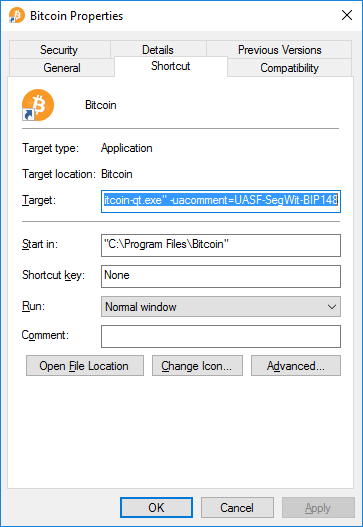 Bitcoin Properties
Security Details Previous Versions
General Shortcut Compatibility
Bitcoin
Target type: Application
Target location: Bitcoin
Target: itcoin-qt.exe" -uacomment=UASF-SegWit-BIP148
Start in: "C:\Program Files\Bitcoin"
Shortcut key: None
Run: Normal window
Comment:
Open File Location Change Icon... Advanced...
OK Cancel Apply